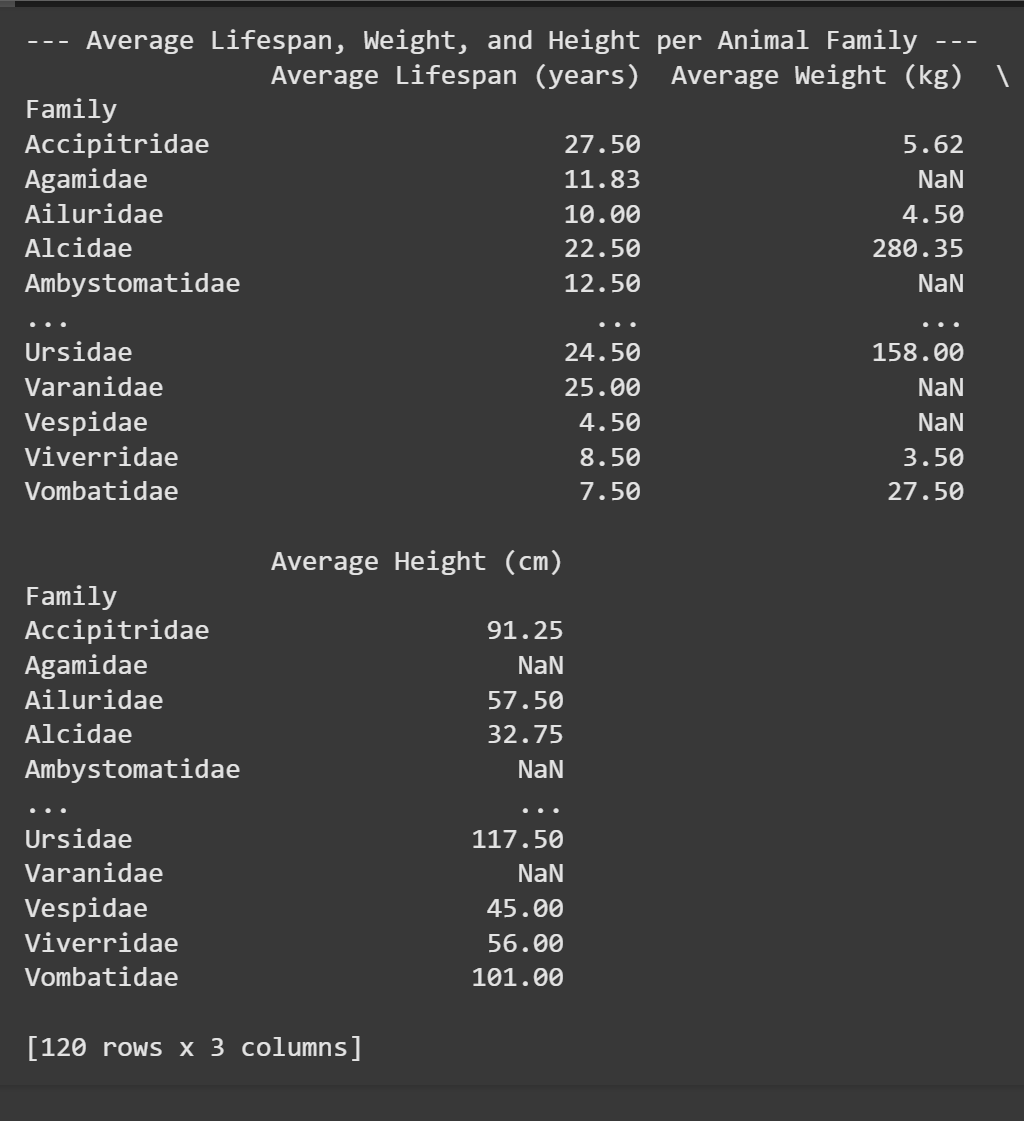 --- Average Lifespan, Weight, and Height per Animal Family ---
                Average Lifespan (years)  Average Weight (kg)  \
Family
Accipitridae                       27.50                 5.62
Agamidae                           11.83                  NaN
Ailuridae                          10.00                 4.50
Alcidae                            22.50               280.35
Ambystomatidae                     12.50                  NaN
...                                  ...                  ...
Ursidae                            24.50               158.00
Varanidae                          25.00                  NaN
Vespidae                            4.50                  NaN
Viverridae                          8.50                 3.50
Vombatidae                          7.50                27.50

                Average Height (cm)
Family
Accipitridae                  91.25
Agamidae                        NaN
Ailuridae                     57.50
Alcidae                       32.75
Ambystomatidae                  NaN
...                             ...
Ursidae                      117.50
Varanidae                       NaN
Vespidae                      45.00
Viverridae                    56.00
Vombatidae                   101.00

[120 rows x 3 columns]